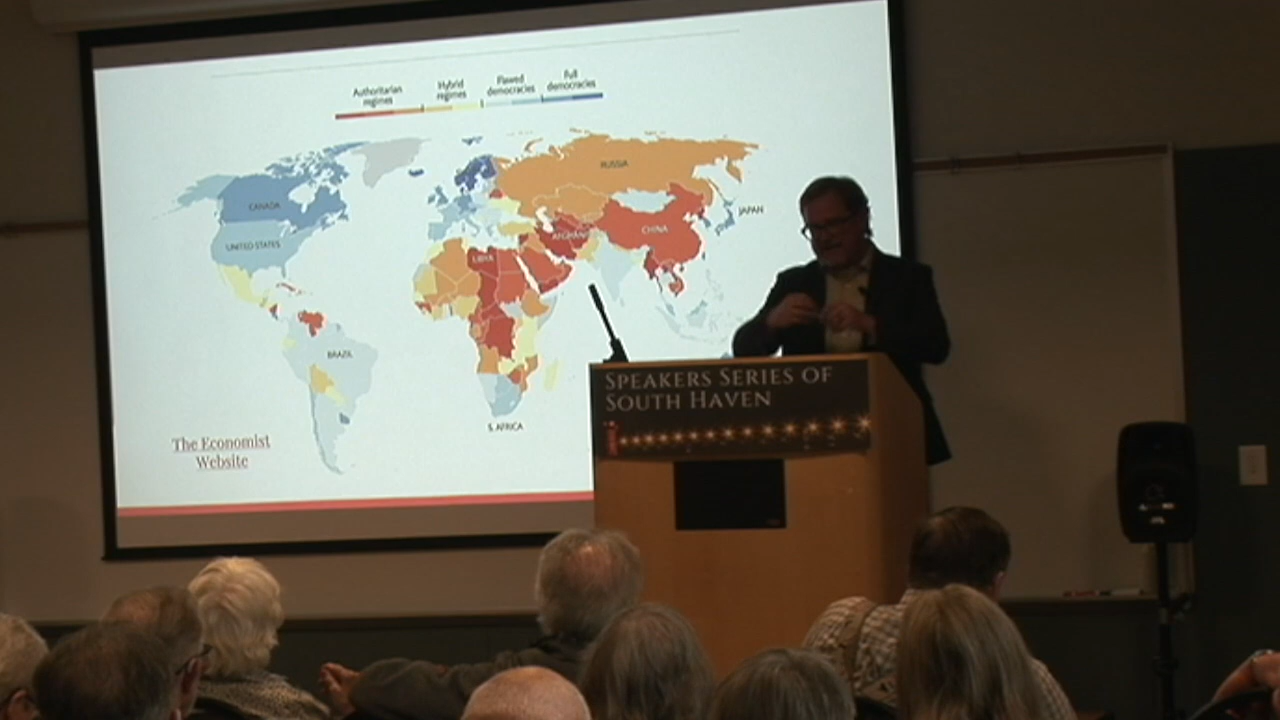 Authoritarian
regimes
Hybrid
regimes
Flawed
democracies
Full
democracies
RUSSIA
CANADA
JAPAN
UNITED STATES
CHINA
LIBYA
BRAZIL
S. AFRICA
The Economist
Website
SPEAKERS SERIES OF
SOUTH HAVEN